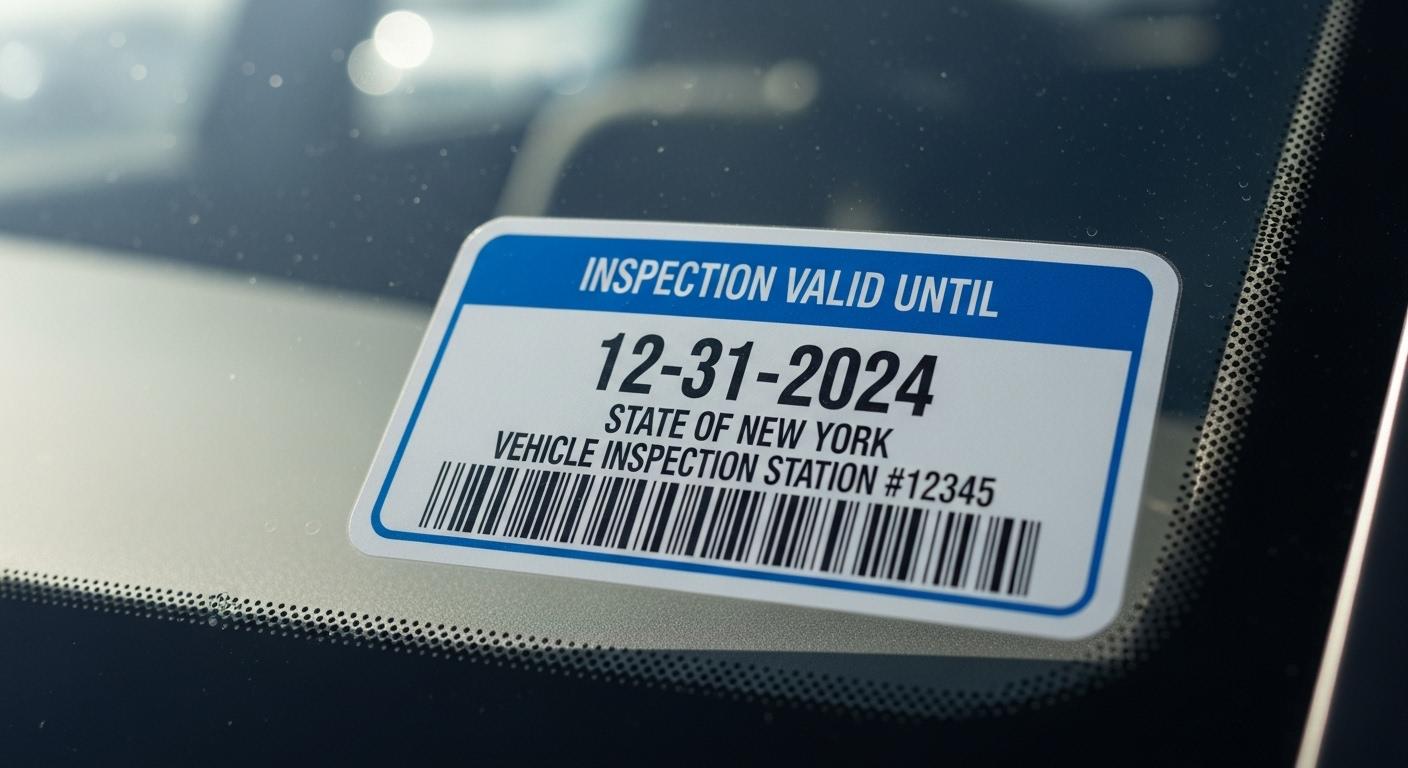 INSPECTION VALID UNTIL
12-31-2024
STATE OF NEW YORK
VEHICLE INSPECTION STATION #12345